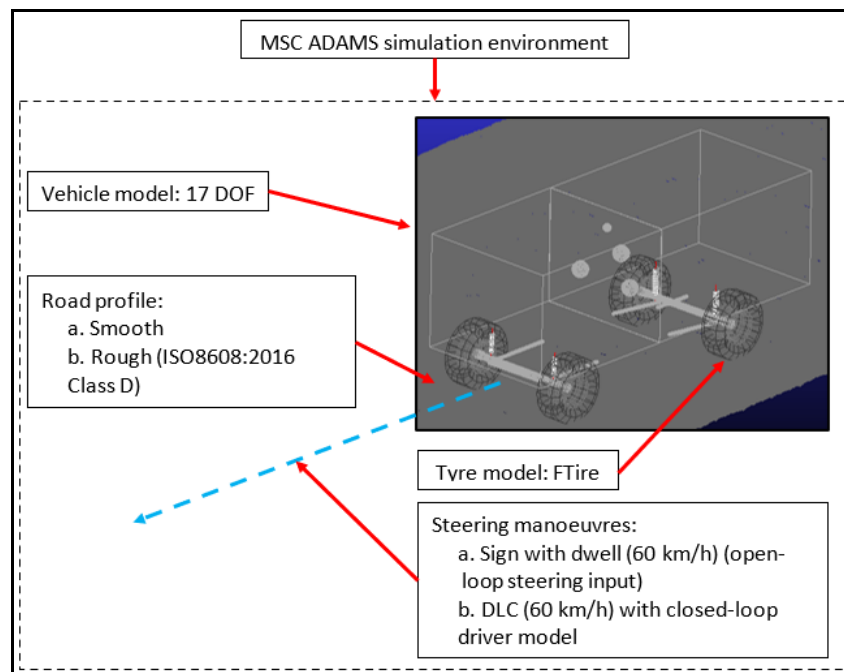 MSC ADAMS simulation environment
Vehicle model: 17 DOF
Road profile:
a. Smooth
b. Rough (ISO8608:2016
Class D)
Tyre model: FTire
Steering manoeuvres:
a. Sign with dwell (60 km/h) (open-
loop steering input)
b. DLC (60 km/h) with closed-loop
driver model